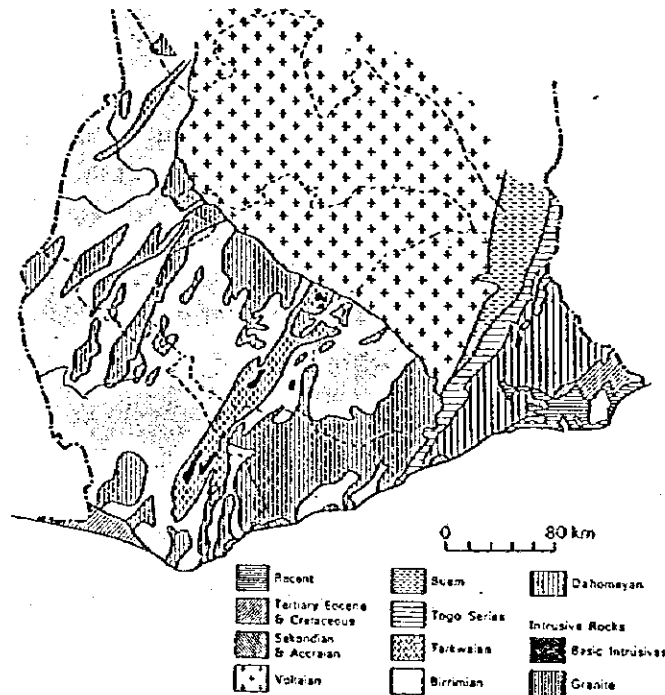 0 80 km
Recent
Tertiary Eocene
& Cretaceous
Sekondian
& Accraian
Voltaian
Buem
Togo Series
Tarkwaian
Birrimian
Dahomeyan
Intrusive Rocks
Basic Intrusives
Granite